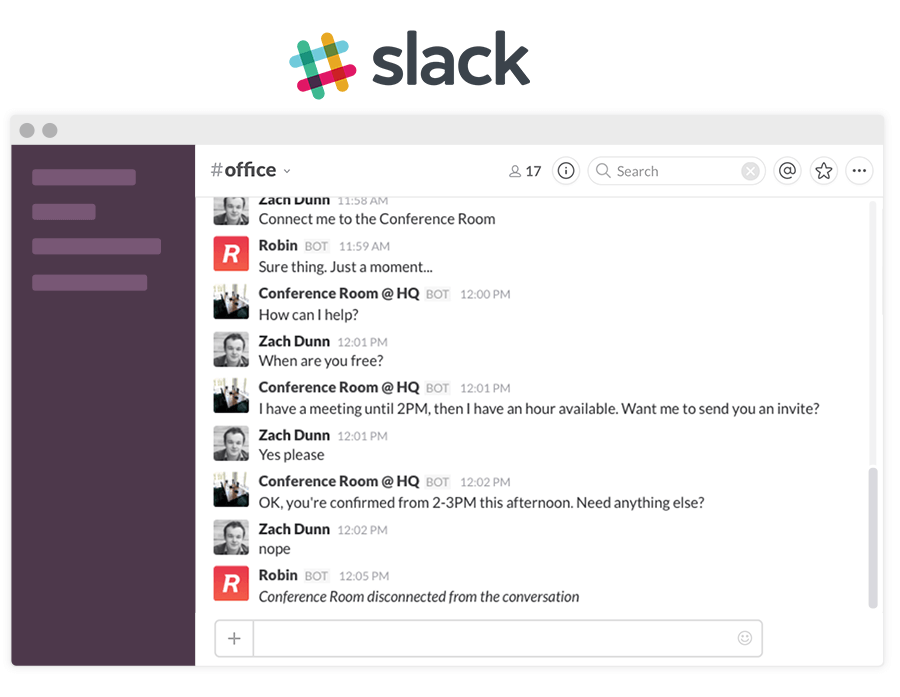 slack
#office
17
Search
Zach Dunn 11:58 AM
Connect me to the Conference Room
R
Robin BOT 11:59 AM
Sure thing. Just a moment...
Conference Room @ HQ BOT 12:00 PM
How can I help?
Zach Dunn 12:01 PM
When are you free?
Conference Room @ HQ BOT 12:01 PM
I have a meeting until 2PM, then I have an hour available. Want me to send you an invite?
Zach Dunn 12:01 PM
Yes please
Conference Room @ HQ BOT 12:02 PM
OK, you're confirmed from 2-3PM this afternoon. Need anything else?
Zach Dunn 12:02 PM
nope
R
Robin BOT 12:05 PM
Conference Room disconnected from the conversation